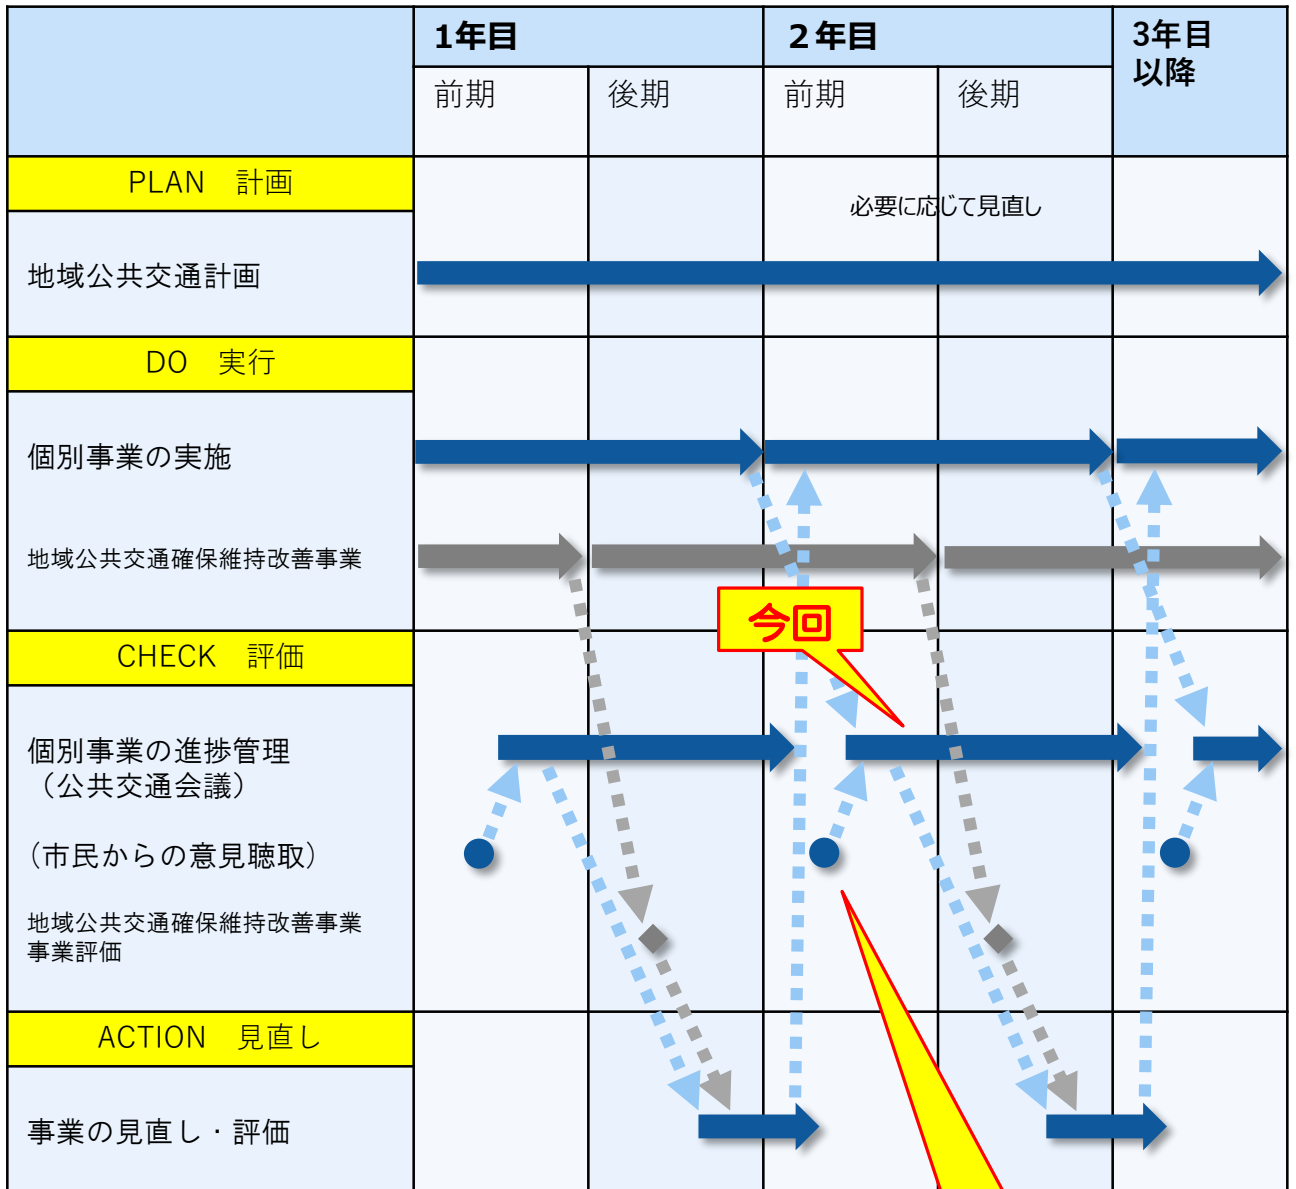 1年目
２年目
3年目
以降
前期
後期
前期
後期
PLAN　計画
必要に応じて見直し
地域公共交通計画
DO　実行
個別事業の実施
地域公共交通確保維持改善事業
今回
CHECK　評価
個別事業の進捗管理
（公共交通会議）
（市民からの意見聴取）
地域公共交通確保維持改善事業
事業評価
ACTION　見直し
事業の見直し・評価